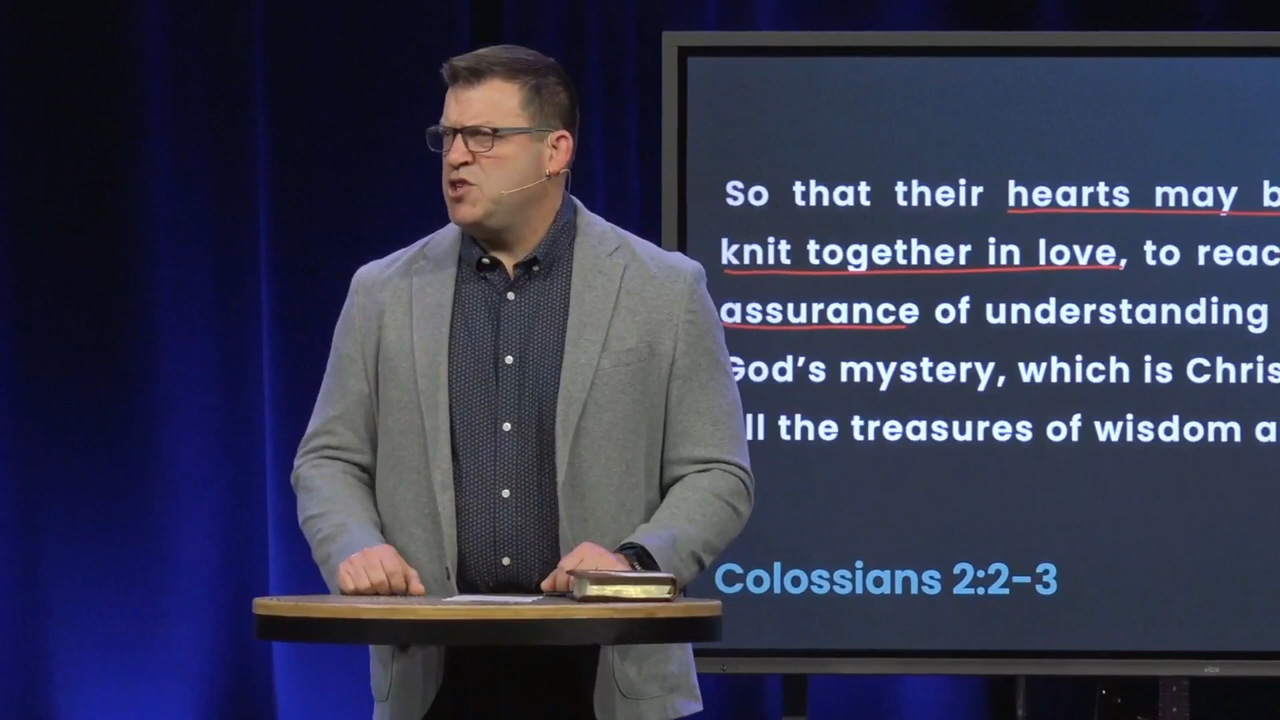 So that their hearts may b
knit together in love, to reac
assurance of understanding
God's mystery, which is Chris
ll the treasures of wisdom a
Colossians 2:2-3